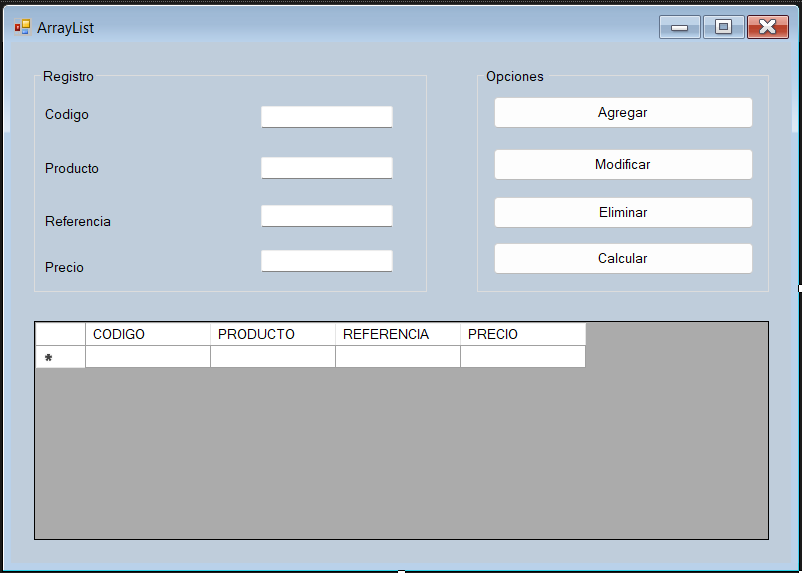 ArrayList
Registro
Codigo
Producto
Referencia
Precio
Opciones
Agregar
Modificar
Eliminar
Calcular
CODIGO PRODUCTO REFERENCIA PRECIO
*